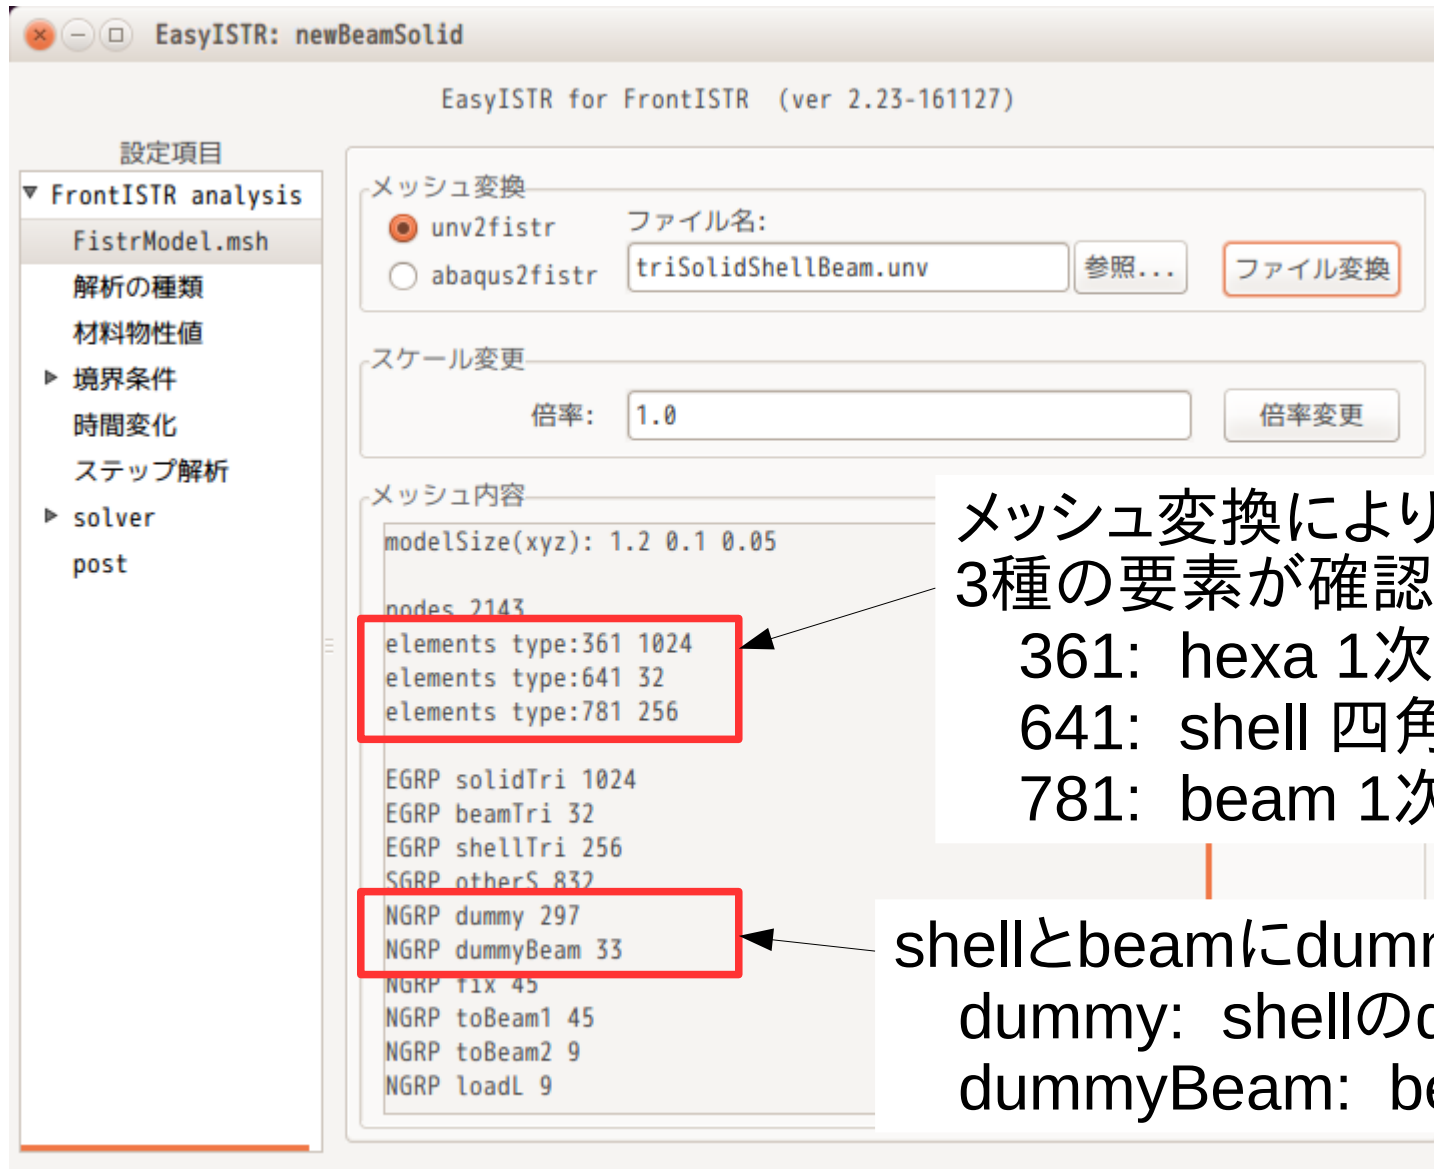 EasyISTR: newBeamSolid
EasyISTR for FrontISTR (ver 2.23-161127)
設定項目
FrontISTR analysis
FistrModel.msh
解析の種類
材料物性値
境界条件
時間変化
ステップ解析
solver
post
メッシュ変換
unv2fistr
abaqus2fistr
ファイル名:
triSolidShellBeam.unv
参照...
ファイル変換
スケール変更
倍率:
1.0
倍率変更
メッシュ内容
modelSize(xyz): 1.2 0.1 0.05
nodes 2143
elements type:361 1024
elements type:641 32
elements type:781 256
EGRP solidTri 1024
EGRP beamTri 32
EGRP shellTri 256
SGRP otherS 832
NGRP dummy 297
NGRP dummyBeam 33
NGRP fix 45
NGRP toBeam1 45
NGRP toBeam2 9
NGRP loadL 9
メッシュ変換により
3種の要素が確認
361: hexa 1次
641: shell 四角
781: beam 1次
shellとbeamにdum
dummy: shellの
dummyBeam: b